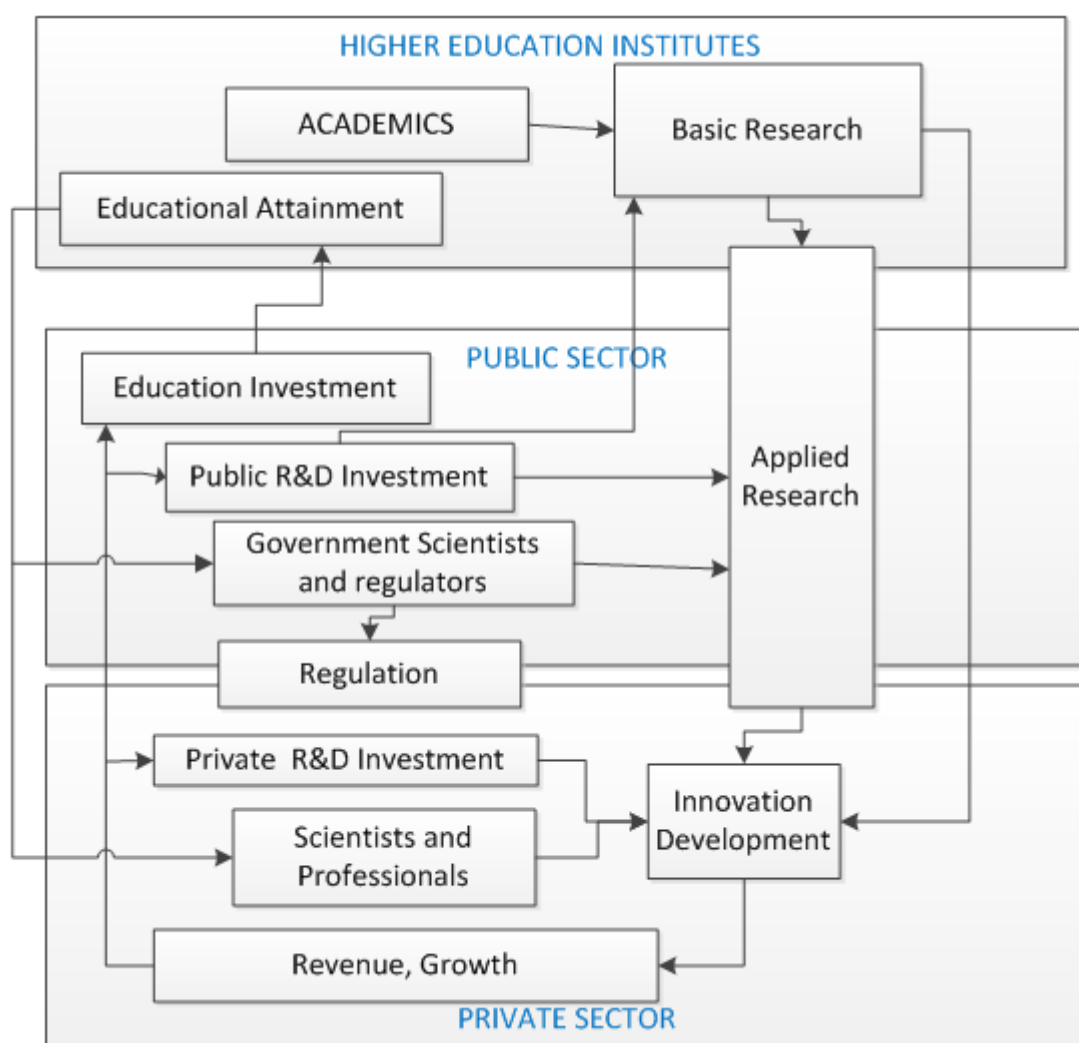 HIGHER EDUCATION INSTITUTES
ACADEMICS
Basic Research
Educational Attainment
PUBLIC SECTOR
Education Investment
Public R&D Investment
Applied
Research
Government Scientists
and regulators
Regulation
Private R&D Investment
Innovation
Development
Scientists and
Professionals
Revenue, Growth
PRIVATE SECTOR